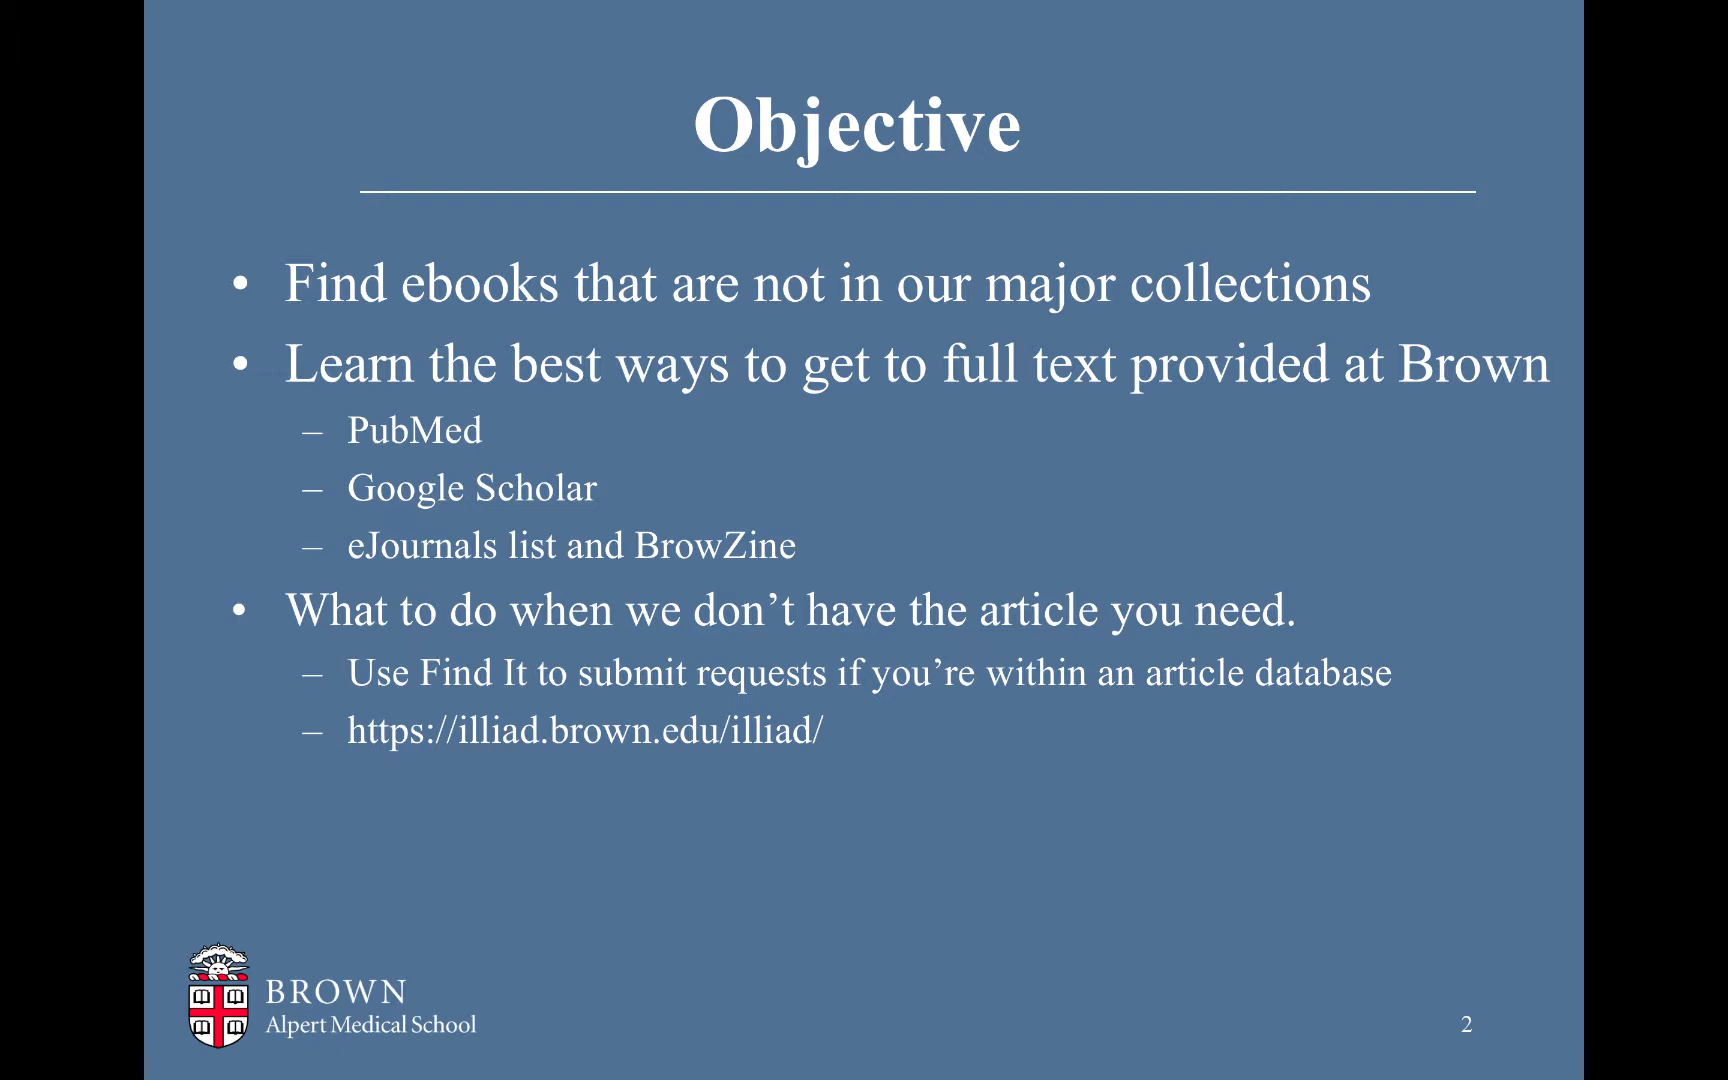 Objective
• Find ebooks that are not in our major collections
• Learn the best ways to get to full text provided at Brown
– PubMed
– Google Scholar
– eJournals list and BrowZine
• What to do when we don’t have the article you need.
– Use Find It to submit requests if you’re within an article database
– https://illiad.brown.edu/illiad/
BROWN
Alpert Medical School
2